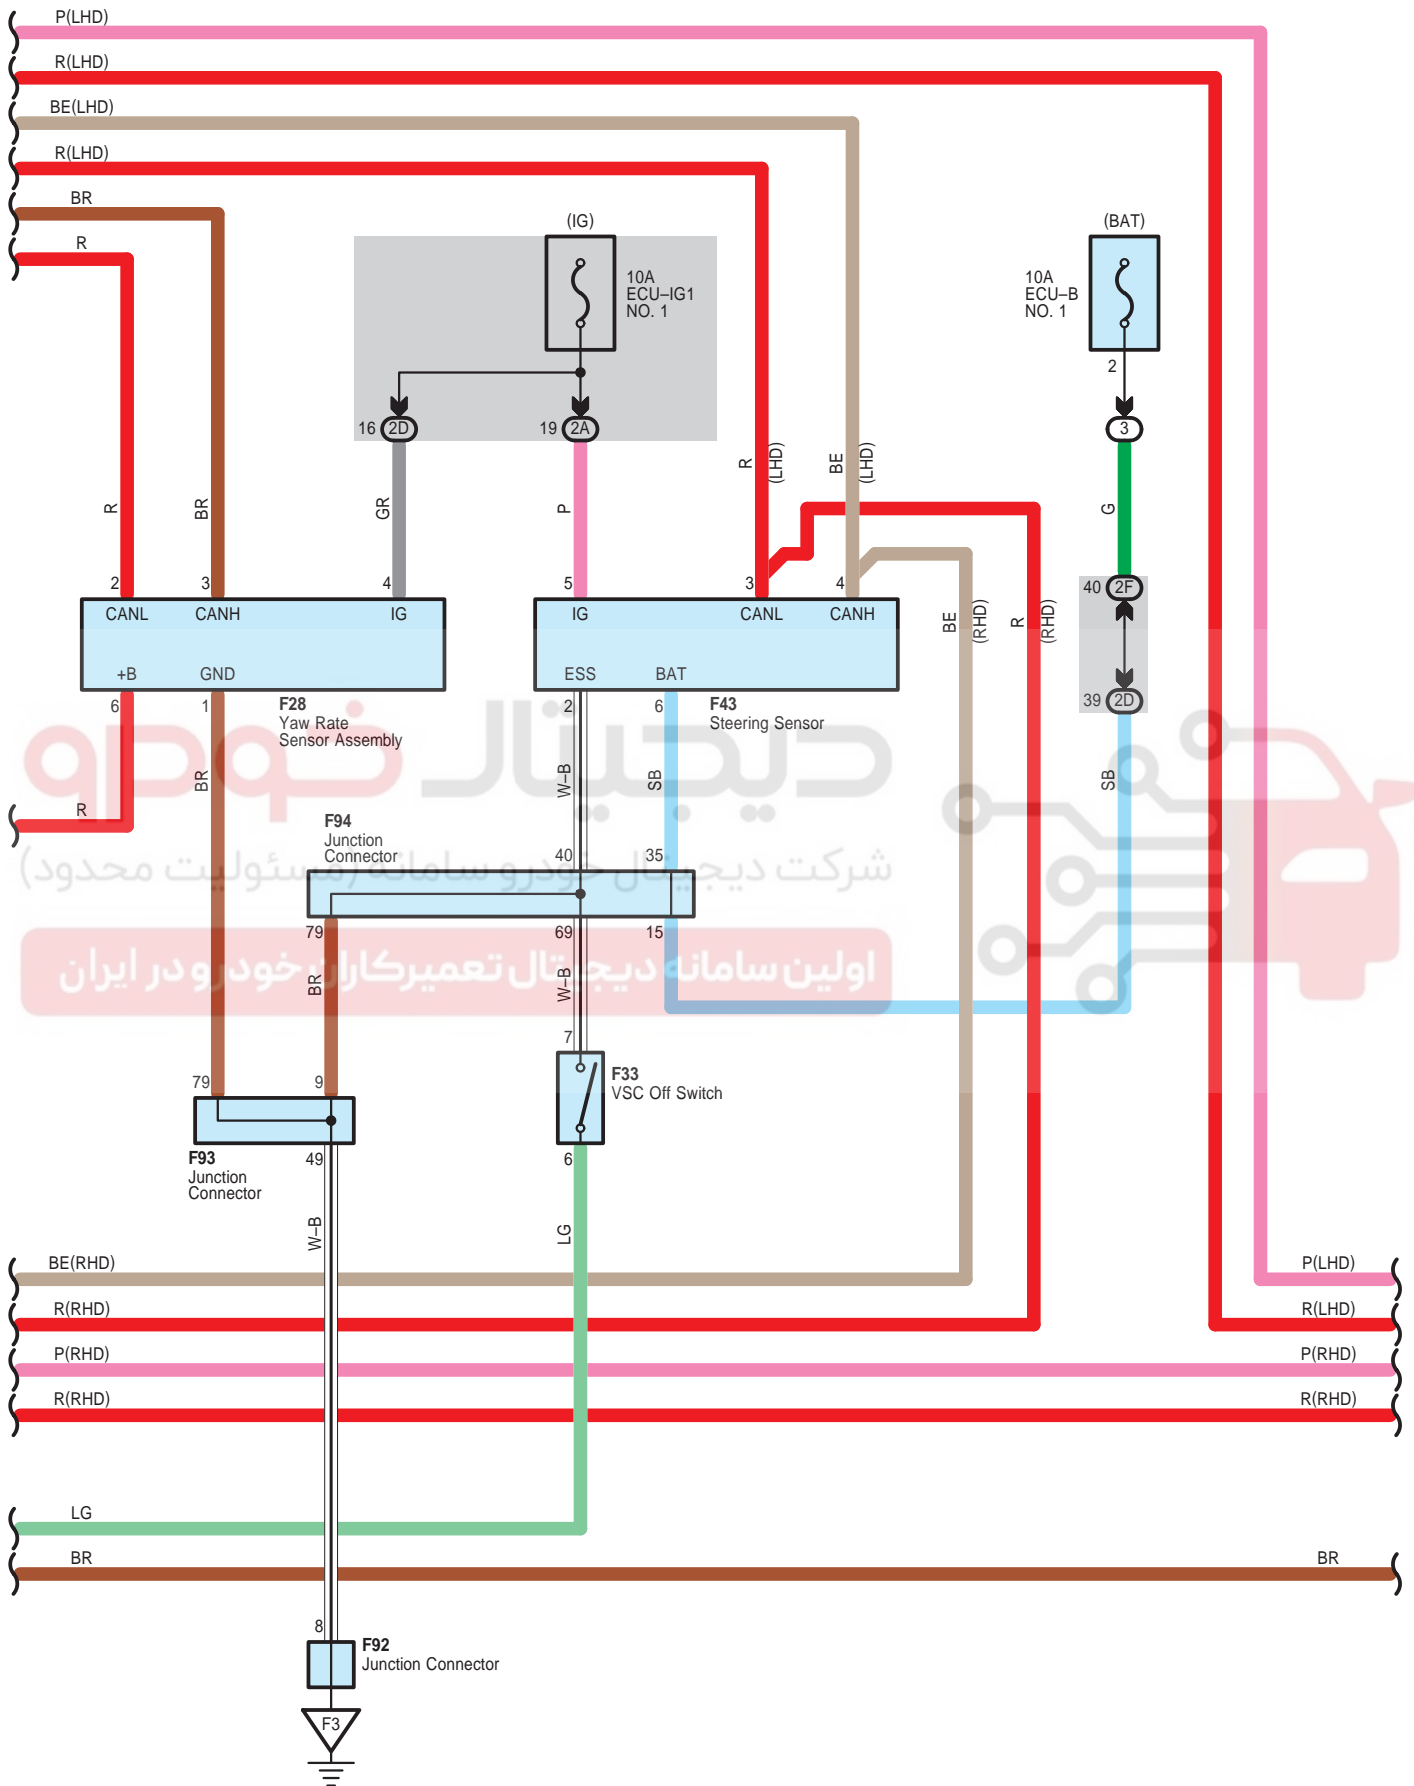 P(LHD)
R(LHD)
BE(LHD)
R(LHD)
BR
R
(IG)
(BAT)
10A
ECU–IG1
NO. 1
10A
ECU–B
NO. 1
2
16 2D
19 2A
3
R
(LHD)
BE
(LHD)
R
BR
GR
P
G
2
3
4
5
3
4
40 2F
CANL
CANH
IG
IG
CANL
CANH
BE
(RHD)
R
(RHD)
+B
GND
ESS
BAT
6
1
F28
Yaw Rate
Sensor Assembly
2
6
F43
Steering Sensor
39 2D
دیجیتال خودرو
BR
W–B
SB
SB
R
F94
Junction
Connector
40
35
شرکت دیجیتال خودرو سامانه (مسئولیت محدود)
79
69
15
اولین سامانه دیجیتال تعمیرکاران خودرو در ایران
BR
W–B
7
79
9
F33
VSC Off Switch
F93
Junction
Connector
49
6
W–B
LG
BE(RHD)
P(LHD)
R(RHD)
R(LHD)
P(RHD)
P(RHD)
R(RHD)
R(RHD)
LG
BR
BR
8
F92
Junction Connector
F3